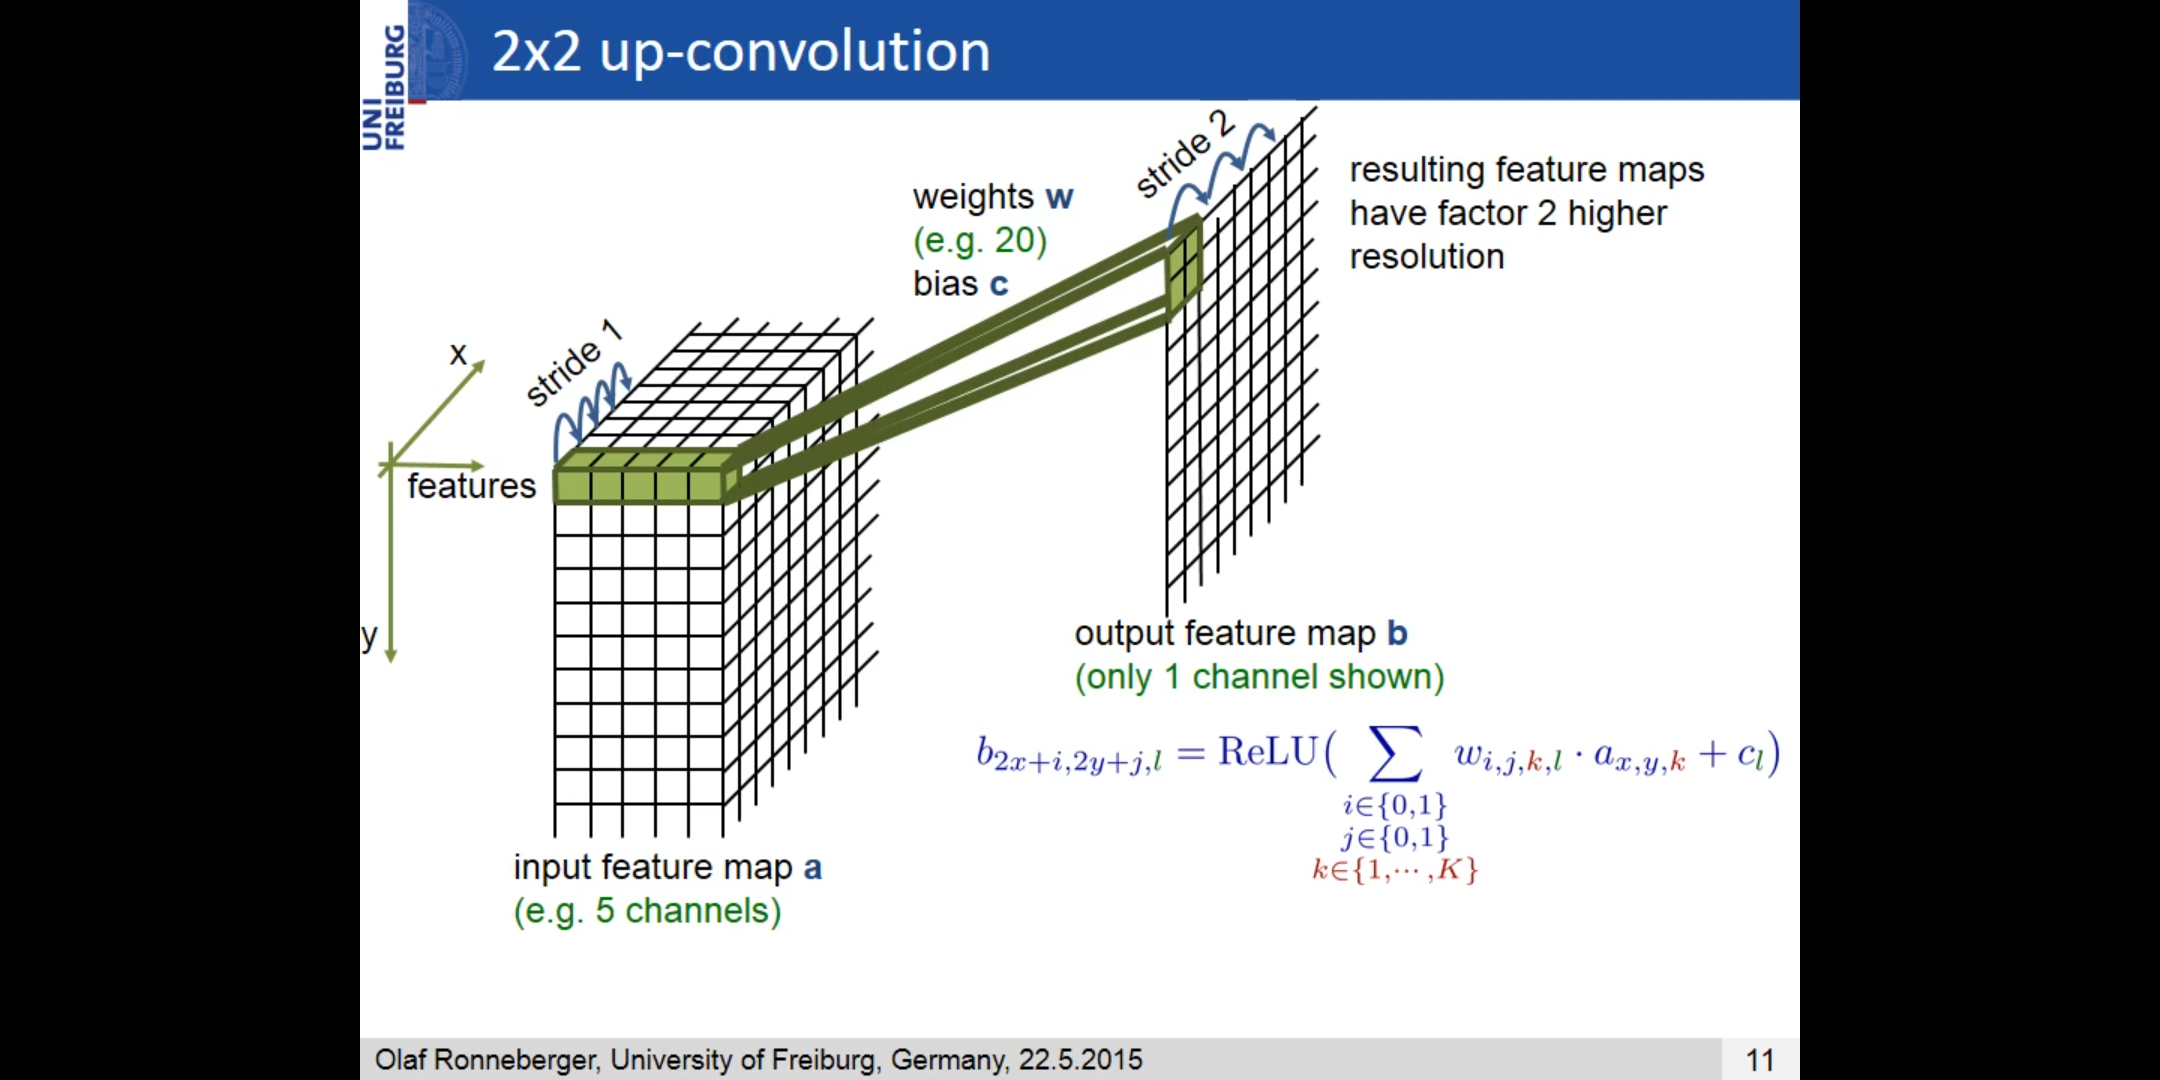 UNI
FREIBURG
2x2 up-convolution
stride 2
resulting feature maps
have factor 2 higher
resolution
weights w
(e.g. 20)
bias c
stride 1
x
features
y
output feature map b
(only 1 channel shown)
b_{2x+i,2y+j,l} = ReLU( ∑ w_{i,j,k,l} · a_{x,y,k} + c_l)
i∈{0,1}
j∈{0,1}
k∈{1,⋯,K}
input feature map a
(e.g. 5 channels)
Olaf Ronneberger, University of Freiburg, Germany, 22.5.2015
11